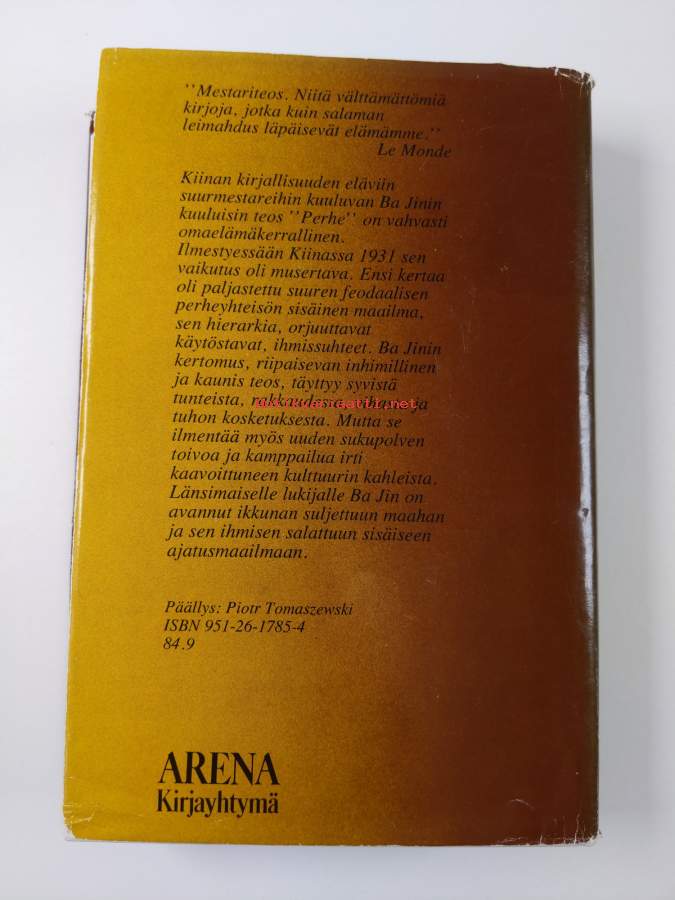 "Mestariteos. Niitä välttämättömiä
kirjoja, jotka kuin salaman
leimahdus läpäisevät elämämme."
Le Monde
Kiinan kirjallisuuden eläviin
suurmestareihin kuuluvan Ba Jinin
kuuluisin teos "Perhe" on vahvasti
omaelämäkerrallinen.
Ilmestyessään Kiinassa 1931 sen
vaikutus oli musertava. Ensi kertaa
oli paljastettu suuren feodaalisen
perheyhteisön sisäinen maailma,
sen hierarkia, orjuuttavat
käytöstavat, ihmissuhteet. Ba Jinin
kertomus, riipaisevan inhimillinen
ja kaunis teos, täyttyy syvistä
tunteista, rakkaudesta, ja
tuhon kosketuksesta. Mutta se
ilmentää myös uuden sukupolven
toivoa ja kamppailua irti
kaavoittuneen kulttuurin kahleista.
Länsimaiselle lukijalle Ba Jin on
avannut ikkunan suljettuun maahan
ja sen ihmisen salattuun sisäiseen
ajatusmaailmaan.
Päällys: Piotr Tomaszewski
ISBN 951-26-1785-4
84.9
ARENA
Kirjayhtymä